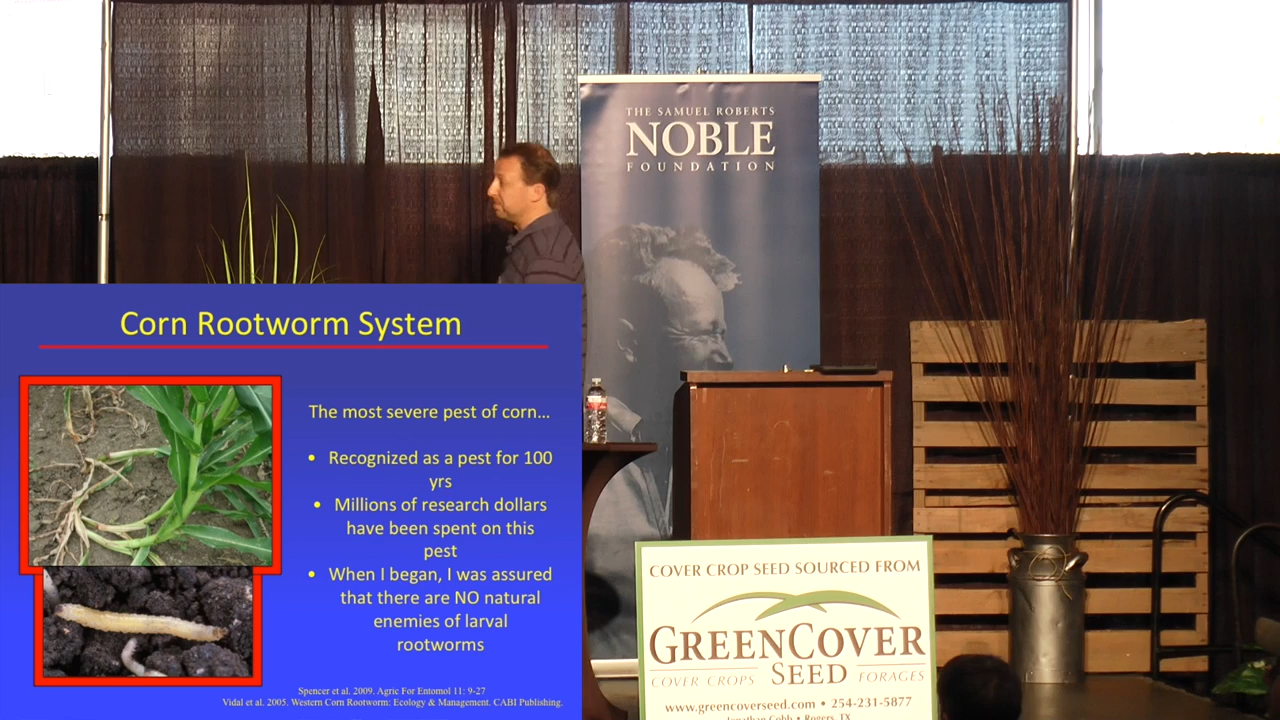 THE SAMUEL ROBERTS
NOBLE
FOUNDATION
Corn Rootworm System
The most severe pest of corn…
• Recognized as a pest for 100
yrs
• Millions of research dollars
have been spent on this
pest
• When I began, I was assured
that there are NO natural
enemies of larval
rootworms
Spencer et al. 2009. Agric For Entomol 11: 9-27
Vidal et al. 2005. Western Corn Rootworm: Ecology & Management. CABI Publishing.
COVER CROP SEED SOURCED FROM
GREENCOVER
SEED
COVER CROPS FORAGES
www.greencoverseed.com • 254-231-5877
Jonathan Cobb • Rogers, TX